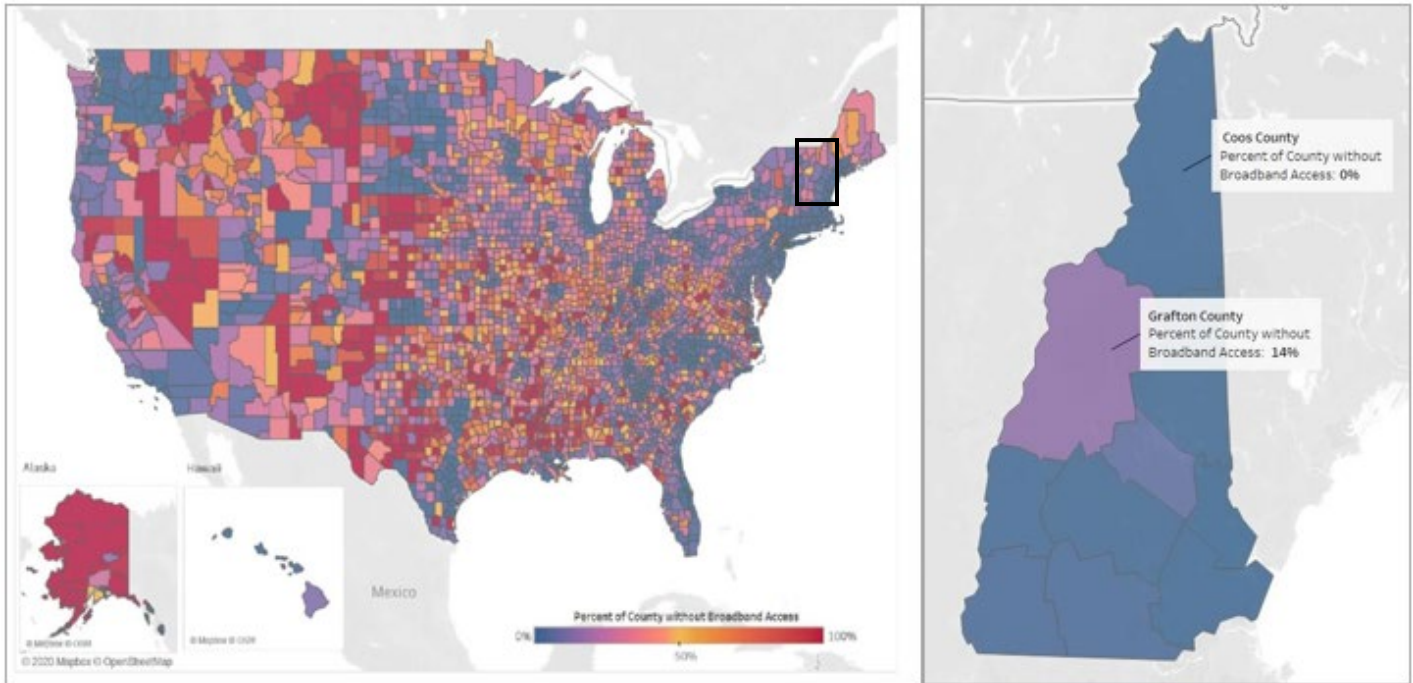 Alaska
Hawaii
© Mapbox © OSM
© Mapbox © OSM
Mexico
Percent of County without Broadband Access
0%
100%
50%
© 2020 Mapbox © OpenStreetMap
Coos County
Percent of County without
Broadband Access: 0%
Grafton County
Percent of County without
Broadband Access: 14%